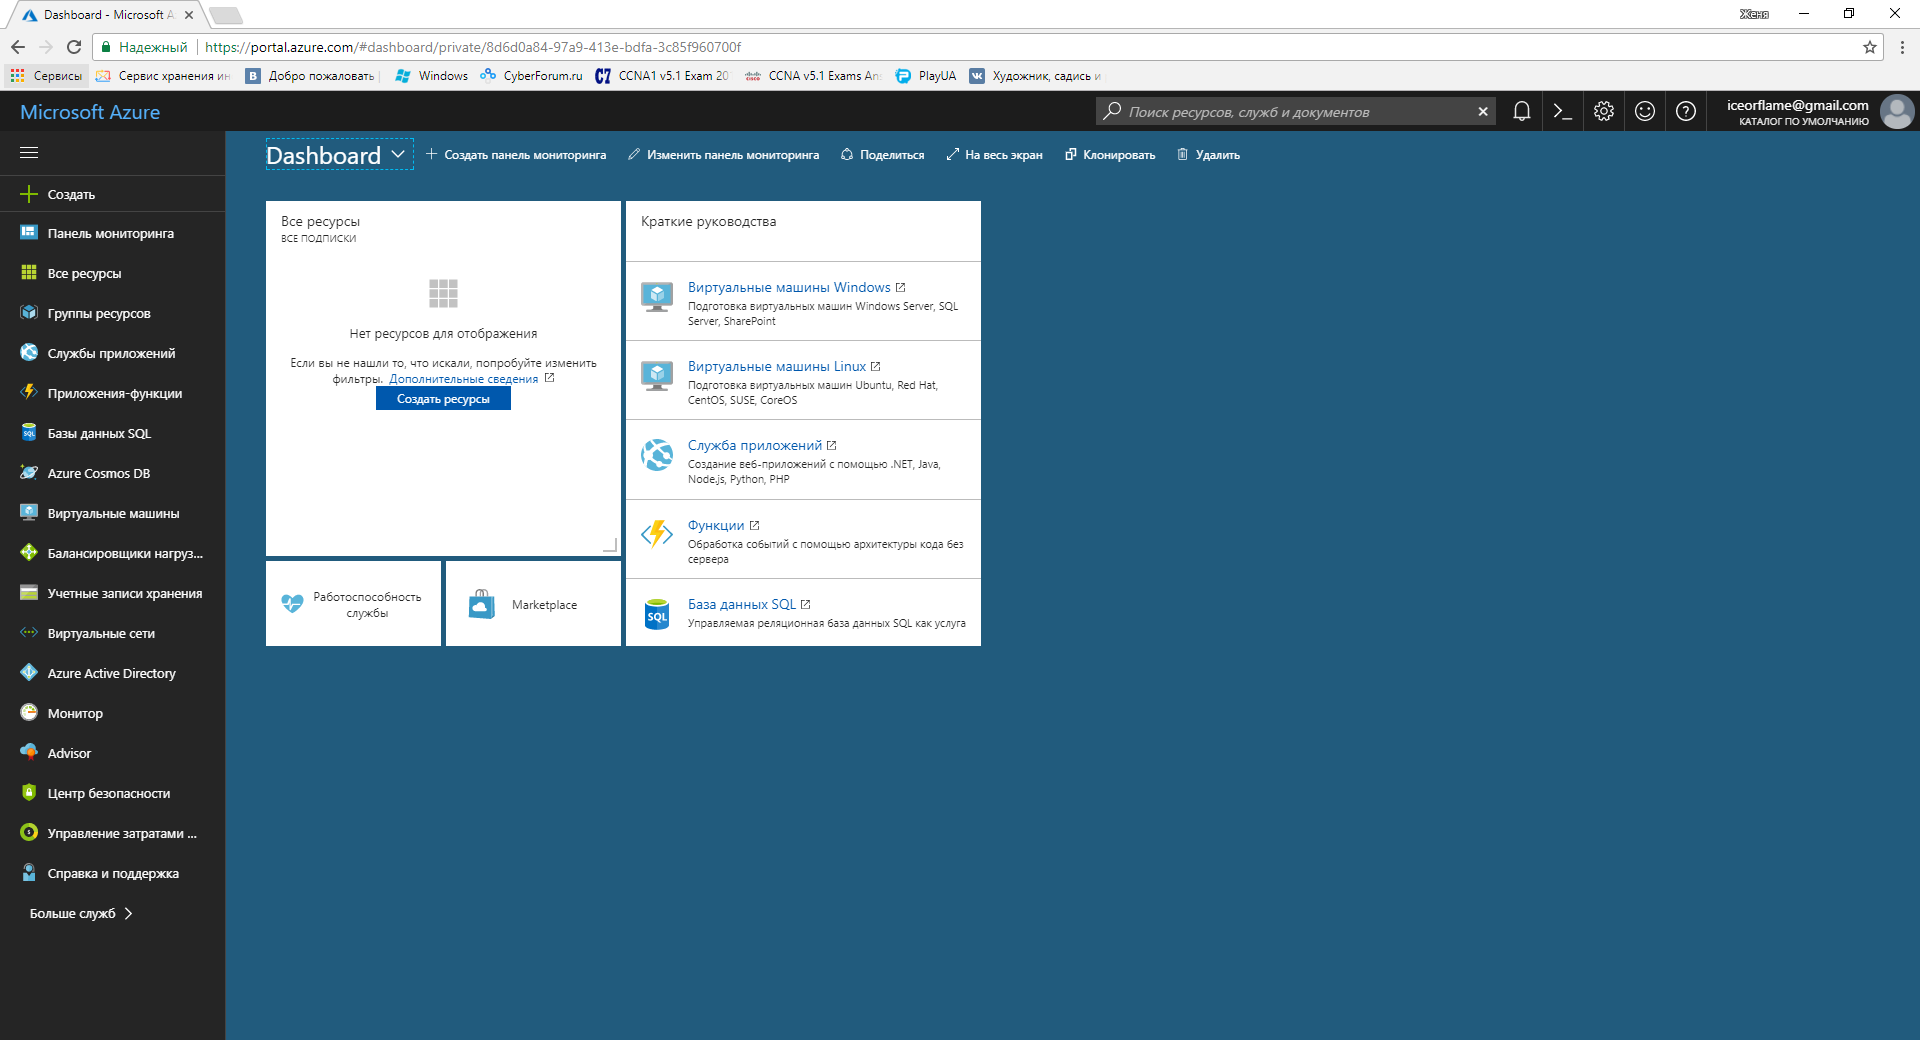 Dashboard - Microsoft A
Женя
Надежный
https://portal.azure.com/#dashboard/private/8d6d0a84-97a9-413e-bdfa-3c85f960700f
Сервисы
Сервис хранения ин
Добро пожаловать
Windows
CyberForum.ru
CCNA1 v5.1 Exam 20
CCNA v5.1 Exams Ans
PlayUA
Художник, садись и
Microsoft Azure
Поиск ресурсов, служб и документов
iceorflame@gmail.com
КАТАЛОГ ПО УМОЛЧАНИЮ
Dashboard
Создать панель мониторинга
Изменить панель мониторинга
Поделиться
На весь экран
Клонировать
Удалить
Создать
Панель мониторинга
Все ресурсы
Группы ресурсов
Службы приложений
Приложения-функции
Базы данных SQL
Azure Cosmos DB
Виртуальные машины
Балансировщики нагруз...
Учетные записи хранения
Виртуальные сети
Azure Active Directory
Монитор
Advisor
Центр безопасности
Управление затратами ...
Справка и поддержка
Больше служб
Все ресурсы
ВСЕ ПОДПИСКИ
Нет ресурсов для отображения
Если вы не нашли то, что искали, попробуйте изменить
фильтры. Дополнительные сведения
Создать ресурсы
Работоспособность
службы
Marketplace
Краткие руководства
Виртуальные машины Windows
Подготовка виртуальных машин Windows Server, SQL
Server, SharePoint
Виртуальные машины Linux
Подготовка виртуальных машин Ubuntu, Red Hat,
CentOS, SUSE, CoreOS
Служба приложений
Создание веб-приложений с помощью .NET, Java,
Node.js, Python, PHP
Функции
Обработка событий с помощью архитектуры кода без
сервера
SQL
База данных SQL
Управляемая реляционная база данных SQL как услуга